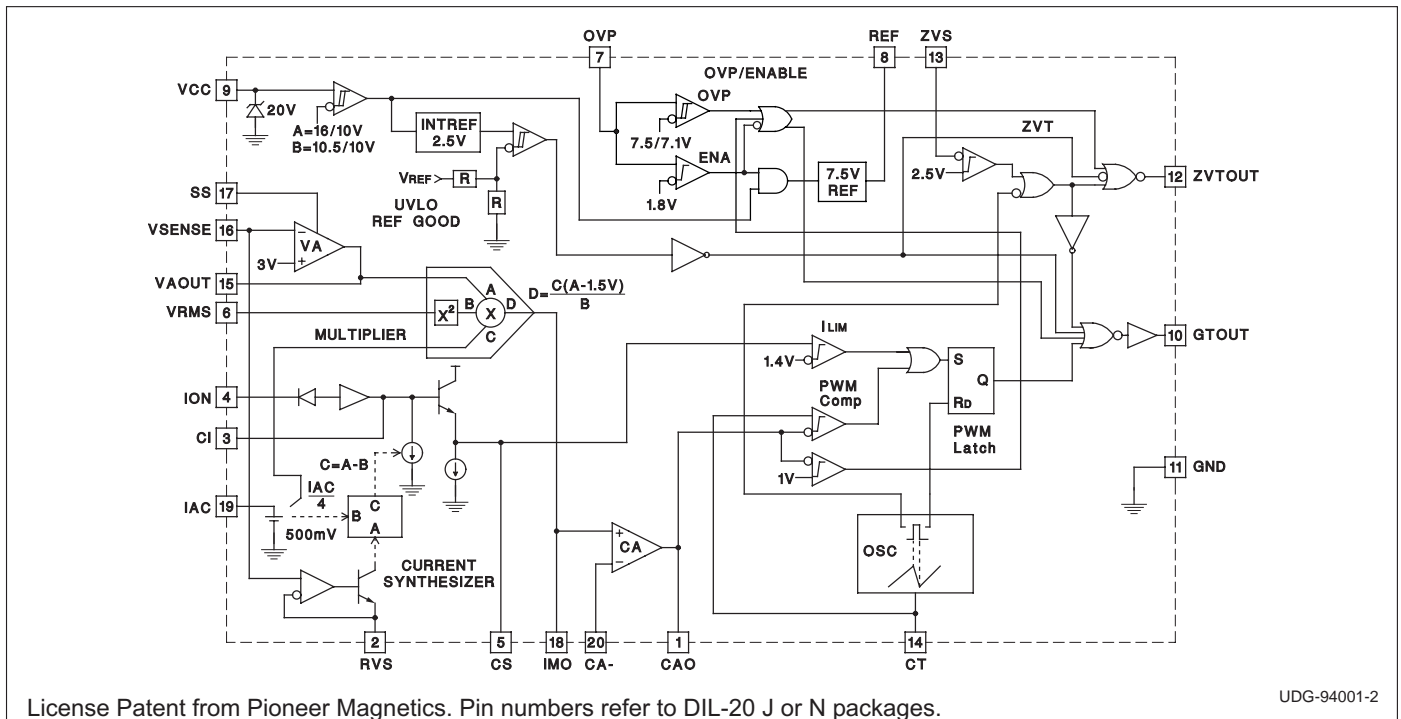 OVP
7
REF
8
ZVS
13
OVP/ENABLE
VCC
9
20V
A=16/10V
B=10.5/10V
INTREF
2.5V
OVP
7.5/7.1V
ENA
1.8V
7.5V
REF
ZVT
2.5V
12
ZVTOUT
VREF
R
R
UVLO
REF GOOD
SS
17
VSENSE
16
VA
3V
VAOUT
15
VRMS
6
X²
B
A
X
D
C
D=C(A-1.5V)/B
MULTIPLIER
ILIM
1.4V
PWM
Comp
1V
S
Q
RD
PWM
Latch
10
GTOUT
ION
4
CI
3
C=A-B
IAC
19
IAC/4
500mV
B
C
A
CURRENT
SYNTHESIZER
CA
+
−
OSC
11
GND
2
RVS
5
CS
18
IMO
20
CA-
1
CAO
14
CT
License Patent from Pioneer Magnetics. Pin numbers refer to DIL-20 J or N packages.
UDG-94001-2